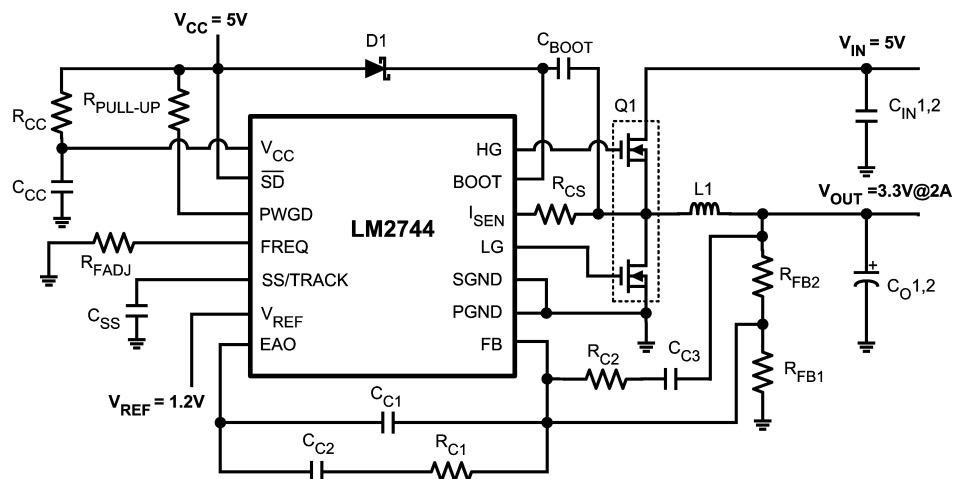 VCC = 5V
D1
CBOOT
VIN = 5V
RCC
RPULL-UP
Q1
CIN1,2
CCC
VCC
SD
PWGD
FREQ
SS/TRACK
VREF
EAO
LM2744
HG
BOOT
ISEN
LG
SGND
PGND
FB
RCS
L1
VOUT =3.3V@2A
RFADJ
CSS
RFB2
CO1,2
+
RFB1
VREF = 1.2V
RC2
CC3
CC1
CC2
RC1